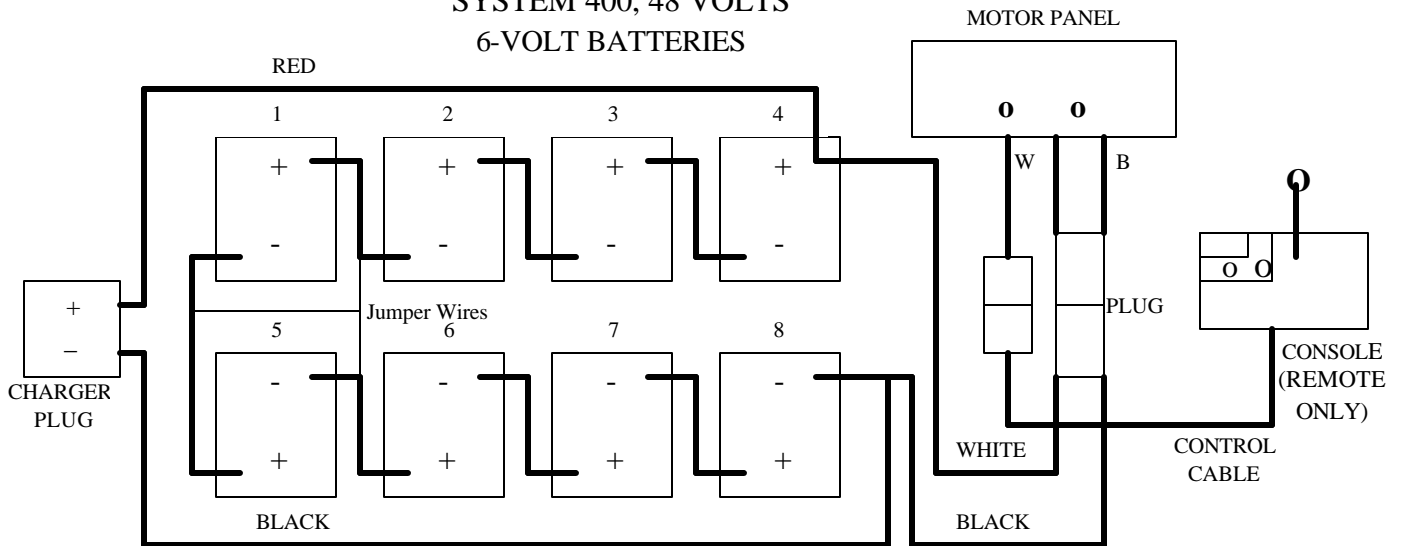 SYSTEM 400, 48 VOLTS
6-VOLT BATTERIES
MOTOR PANEL
RED
1 2 3 4
O O
+ + + +
W B
- - - -
O
O O
+
–
Jumper Wires
PLUG
5 6 7 8
CHARGER
PLUG
- - - -
CONSOLE
(REMOTE
ONLY)
+ + + +
WHITE
CONTROL
CABLE
BLACK
BLACK